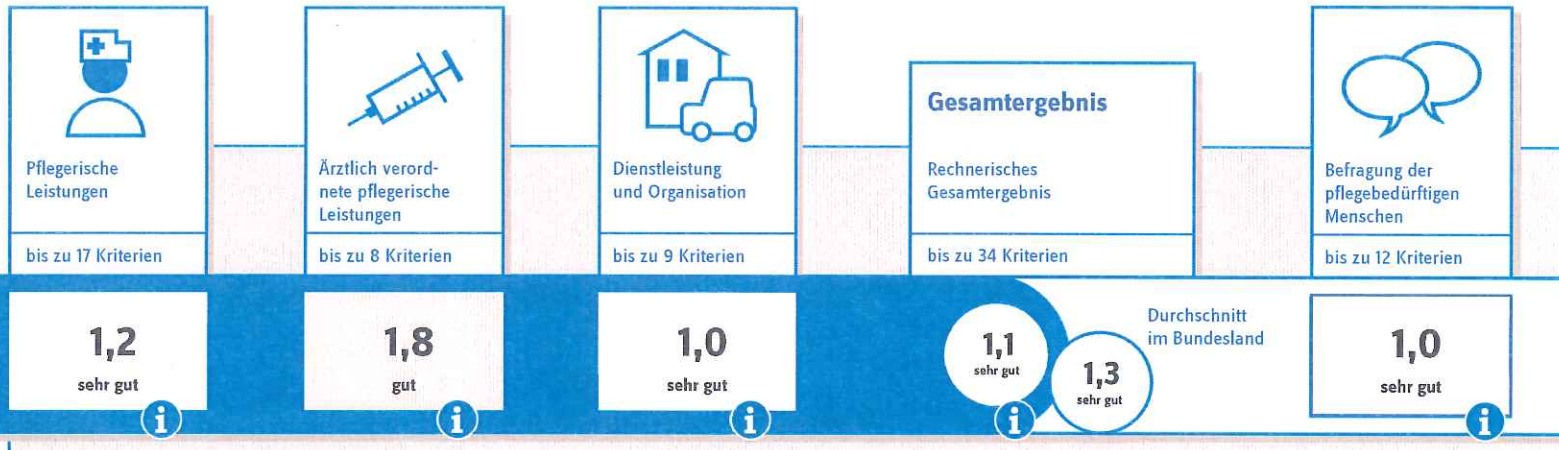 Pflegerische
Leistungen
bis zu 17 Kriterien
1,2
sehr gut
i
Ärztlich verord-
nete pflegerische
Leistungen
bis zu 8 Kriterien
1,8
gut
i
Dienstleistung
und Organisation
bis zu 9 Kriterien
1,0
sehr gut
i
Gesamtergebnis
Rechnerisches
Gesamtergebnis
bis zu 34 Kriterien
1,1
sehr gut
i
1,3
sehr gut
Durchschnitt
im Bundesland
Befragung der
pflegebedürftigen
Menschen
bis zu 12 Kriterien
1,0
sehr gut
i